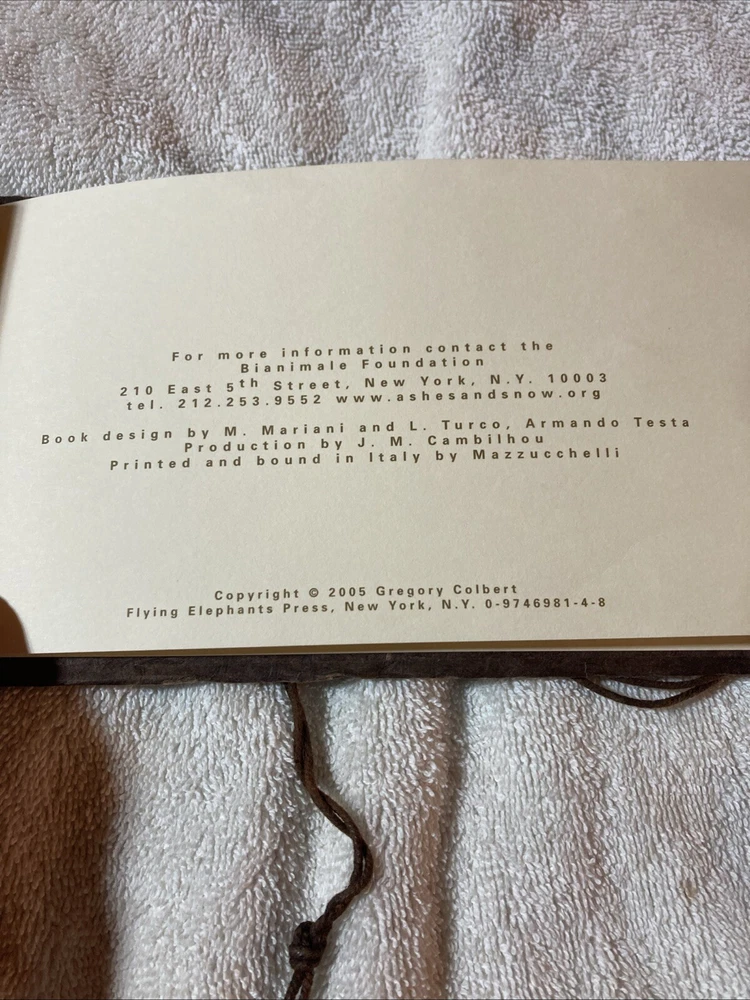 For more information contact the
Bianimale Foundation
210 East 5th Street, New York, N.Y. 10003
tel. 212.253.9552 www.ashesandsnow.org
Book design by M. Mariani and L. Turco, Armando Testa
Production by J. M. Cambilhou
Printed and bound in Italy by Mazzucchelli
Copyright © 2005 Gregory Colbert
Flying Elephants Press, New York, N.Y. 0-9746981-4-8